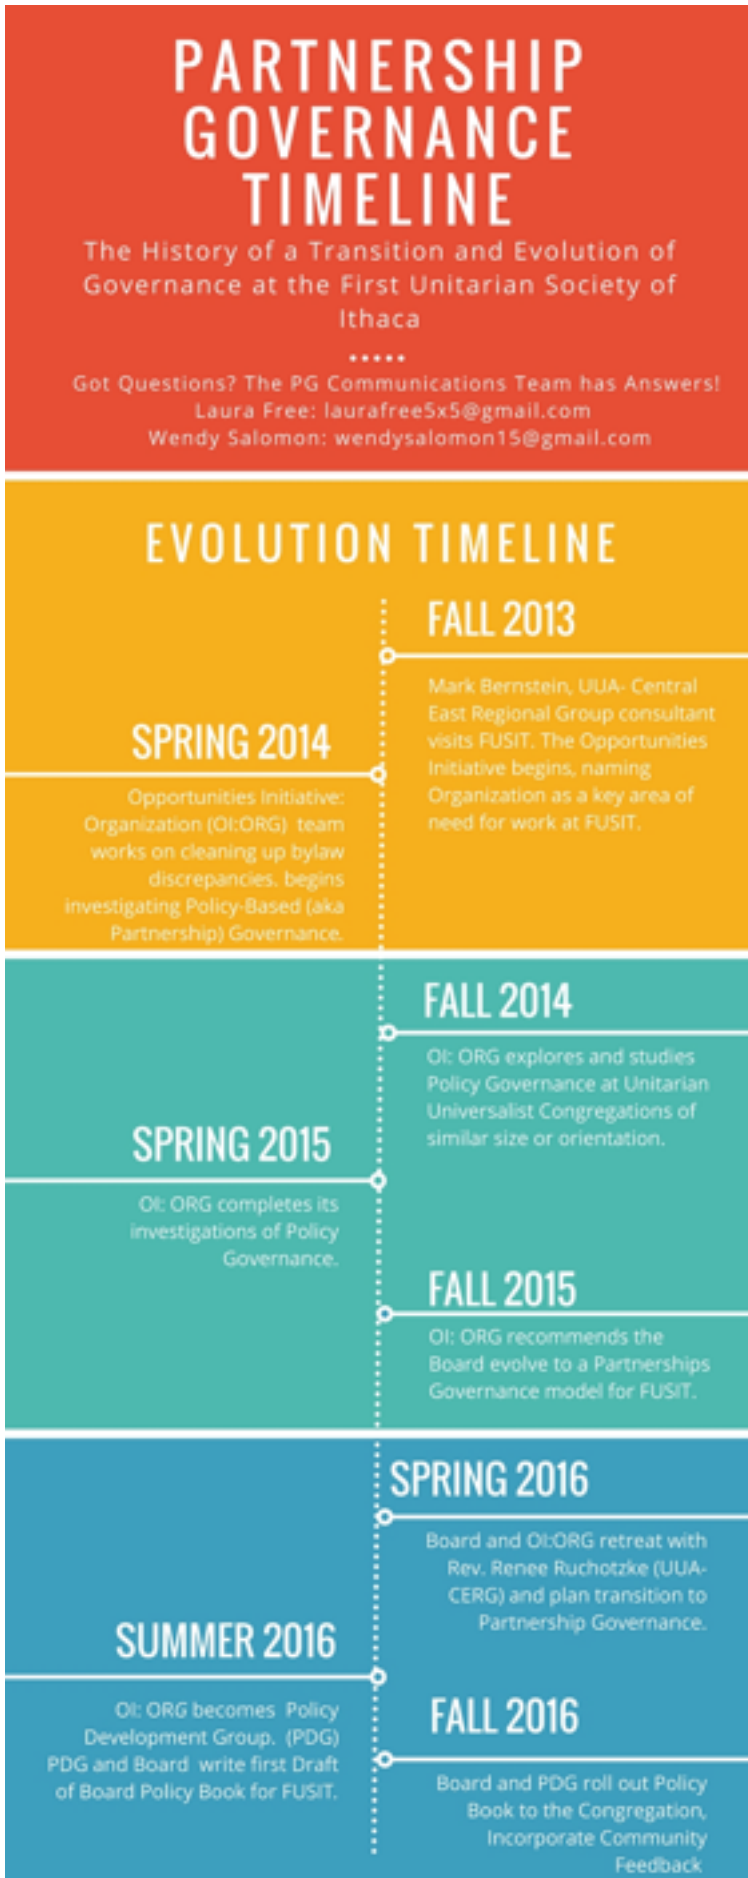 PARTNERSHIP
GOVERNANCE
TIMELINE
The History of a Transition and Evolution of
Governance at the First Unitarian Society of
Ithaca
Got Questions? The PG Communications Team has Answers!
Laura Free: laurafree5x5@gmail.com
Wendy Salomon: wendysalomon15@gmail.com
EVOLUTION TIMELINE
FALL 2013
Mark Bernstein, UUA- Central
East Regional Group consultant
visits FUSIT. The Opportunities
Initiative begins, naming
Organization as a key area of
need for work at FUSIT.
SPRING 2014
Opportunities Initiative:
Organization (OI:ORG) team
works on cleaning up bylaw
discrepancies, begins
investigating Policy-Based (aka
Partnership) Governance.
FALL 2014
OI: ORG explores and studies
Policy Governance at Unitarian
Universalist Congregations of
similar size or orientation.
SPRING 2015
OI: ORG completes its
investigations of Policy
Governance.
FALL 2015
OI: ORG recommends the
Board evolve to a Partnerships
Governance model for FUSIT.
SPRING 2016
Board and OI:ORG retreat with
Rev. Renee Ruchotzke (UUA-
CERG) and plan transition to
Partnership Governance.
SUMMER 2016
OI: ORG becomes Policy
Development Group. (PDG)
PDG and Board write first Draft
of Board Policy Book for FUSIT.
FALL 2016
Board and PDG roll out Policy
Book to the Congregation,
Incorporate Community
Feedback